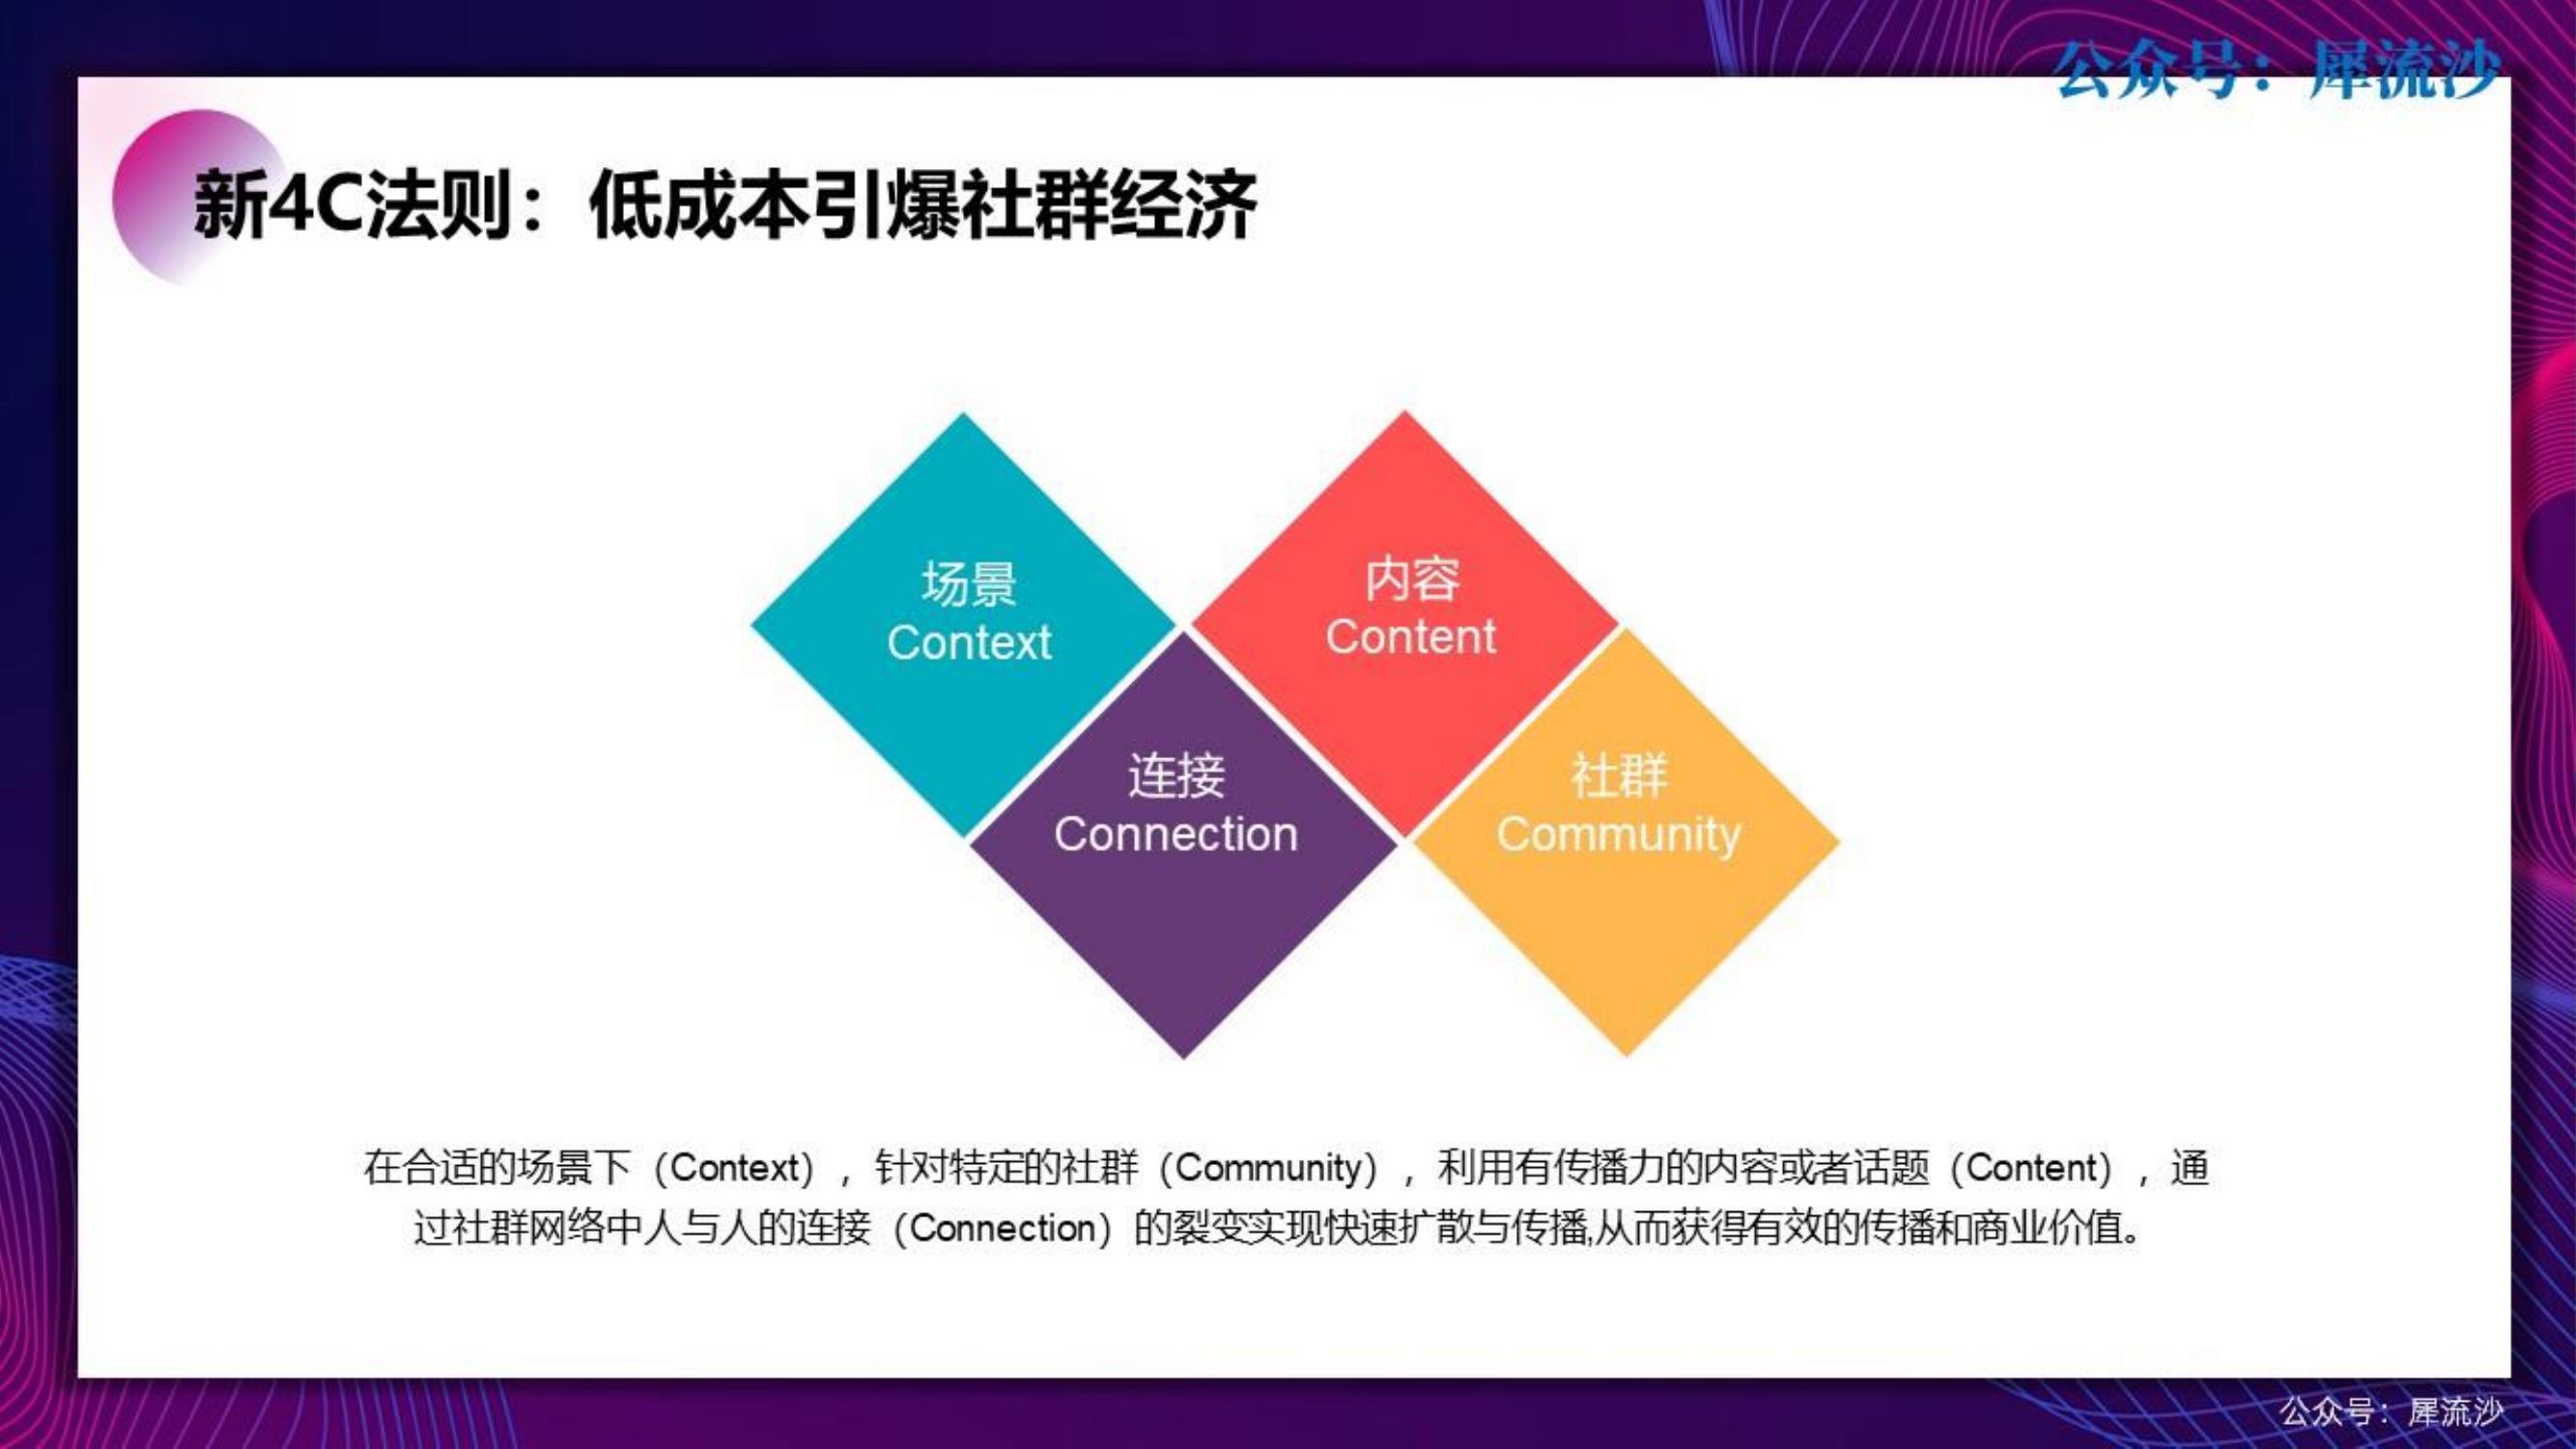 公众号：犀流沙
新4C法则：低成本引爆社群经济
场景
Context
内容
Content
连接
Connection
社群
Community
在合适的场景下（Context），针对特定的社群（Community），利用有传播力的内容或者话题（Content），通
过社群网络中人与人的连接（Connection）的裂变实现快速扩散与传播,从而获得有效的传播和商业价值。
公众号：犀流沙